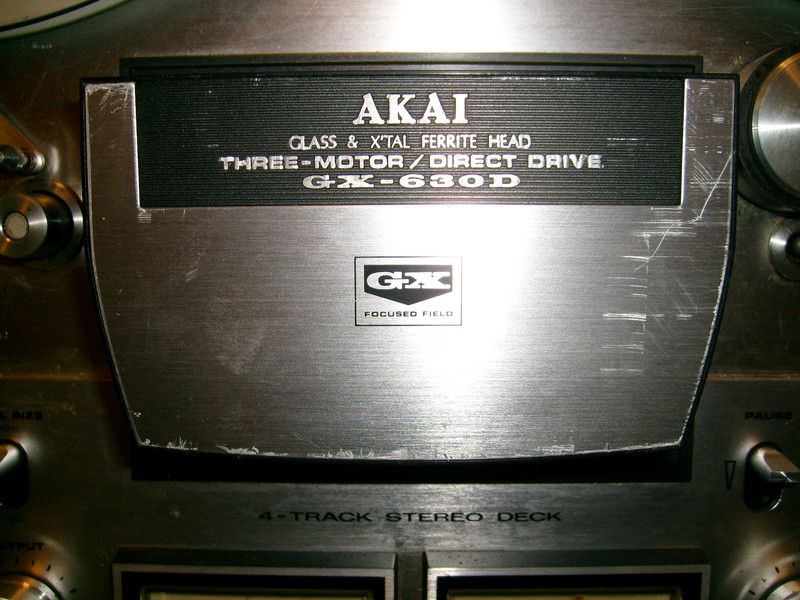 AKAI
GLASS & X'TAL FERRITE HEAD
THREE-MOTOR / DIRECT DRIVE
GX-630D
GX
FOCUSED FIELD
SIZE
PAUSE
4-TRACK STEREO DECK